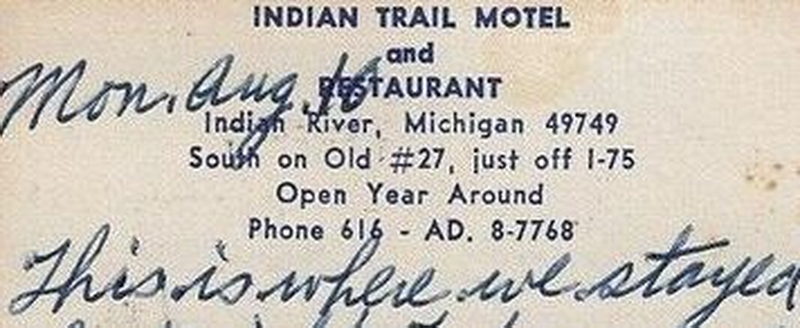 INDIAN TRAIL MOTEL
and
RESTAURANT
Mon. Aug. 10
Indian River, Michigan 49749
South on Old #27, just off I-75
Open Year Around
Phone 616 - AD. 8-7768
This is where we stayed